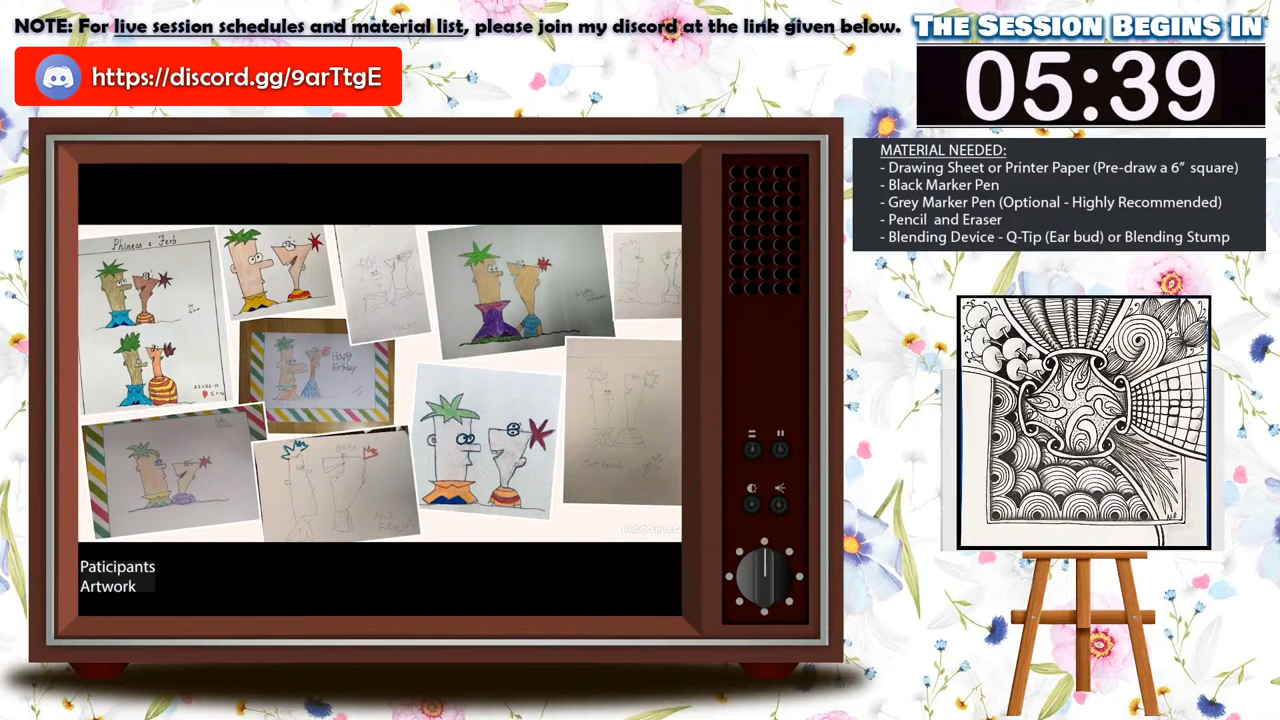 NOTE: For live session schedules and material list, please join my discord at the link given below.
https://discord.gg/9arTtgE
THE SESSION BEGINS IN
05:39
MATERIAL NEEDED:
- Drawing Sheet or Printer Paper (Pre-draw a 6” square)
- Black Marker Pen
- Grey Marker Pen (Optional - Highly Recommended)
- Pencil and Eraser
- Blending Device - Q-Tip (Ear bud) or Blending Stump
Phineas & Ferb
Happy
Birthday
PICCOLLAG
Paticipants
Artwork